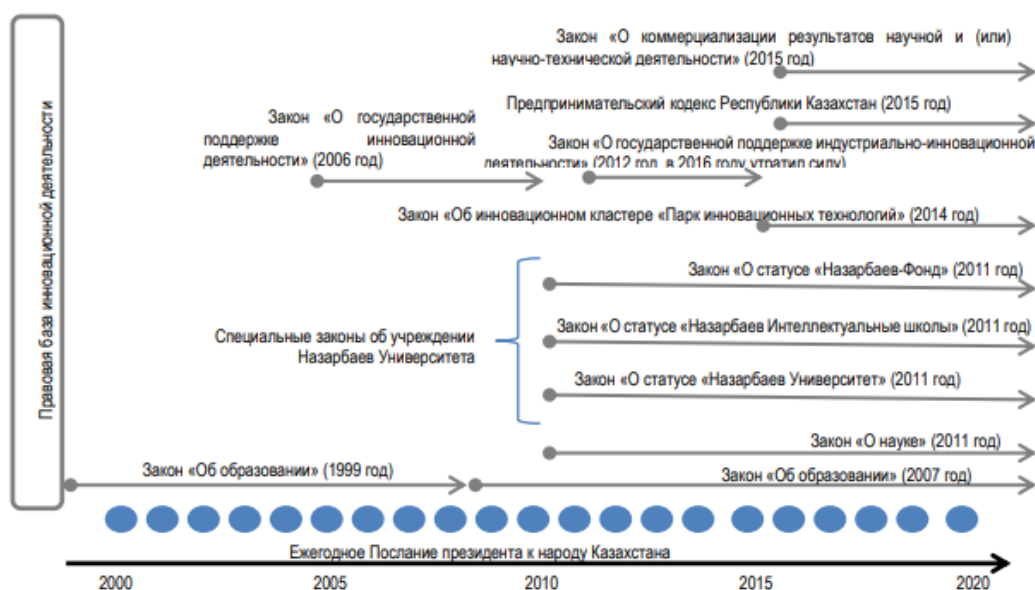 Правовая база инновационной деятельности
Закон «О коммерциализации результатов научной и (или)
научно-технической деятельности» (2015 год)
Предпринимательский кодекс Республики Казахстан (2015 год)
Закон «О государственной
поддержке инновационной
деятельности» (2006 год)
Закон «О государственной поддержке индустриально-инновационной
деятельности» (2012 год, в 2016 году утратил силу)
Закон «Об инновационном кластере «Парк инновационных технологий» (2014 год)
Закон «О статусе «Назарбаев-Фонд» (2011 год)
Специальные законы об учреждении
Назарбаев Университета
Закон «О статусе «Назарбаев Интеллектуальные школы» (2011 год)
Закон «О статусе «Назарбаев Университет» (2011 год)
Закон «О науке» (2011 год)
Закон «Об образовании» (1999 год)
Закон «Об образовании» (2007 год)
Ежегодное Послание президента к народу Казахстана
2000 2005 2010 2015 2020